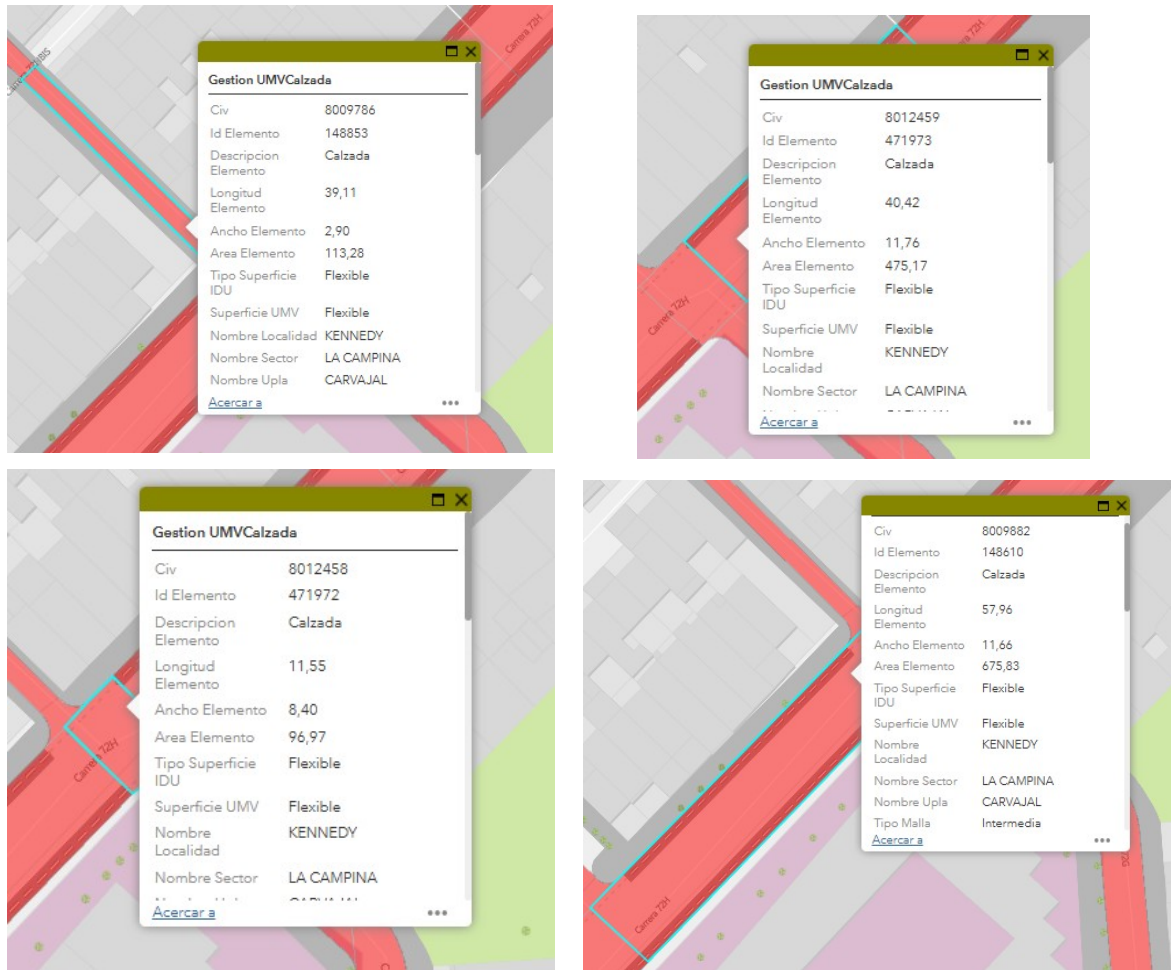 Carrera 72H
Gestion UMVCalzada
Civ 8009786
Id Elemento 148853
Descripcion Calzada
Elemento
Longitud 39,11
Elemento
Ancho Elemento 2,90
Area Elemento 113,28
Tipo Superficie Flexible
IDU
Superficie UMV Flexible
Nombre Localidad KENNEDY
Nombre Sector LA CAMPINA
Nombre Upla CARVAJAL
Acercar a
Gestion UMVCalzada
Civ 8012459
Id Elemento 471973
Descripcion Calzada
Elemento
Longitud 40,42
Elemento
Ancho Elemento 11,76
Area Elemento 475,17
Tipo Superficie Flexible
IDU
Superficie UMV Flexible
Nombre KENNEDY
Localidad
Nombre Sector LA CAMPINA
Acercar a
Carrera 72H
Gestion UMVCalzada
Civ 8012458
Id Elemento 471972
Descripcion Calzada
Elemento
Longitud 11,55
Elemento
Ancho Elemento 8,40
Area Elemento 96,97
Tipo Superficie Flexible
IDU
Superficie UMV Flexible
Nombre KENNEDY
Localidad
Nombre Sector LA CAMPINA
Acercar a
Carrera 72H
Civ 8009882
Id Elemento 148610
Descripcion Calzada
Elemento
Longitud 57,96
Elemento
Ancho Elemento 11,66
Area Elemento 675,83
Tipo Superficie Flexible
IDU
Superficie UMV Flexible
Nombre KENNEDY
Localidad
Nombre Sector LA CAMPINA
Nombre Upla CARVAJAL
Tipo Malla Intermedia
Acercar a
Carrera 72H